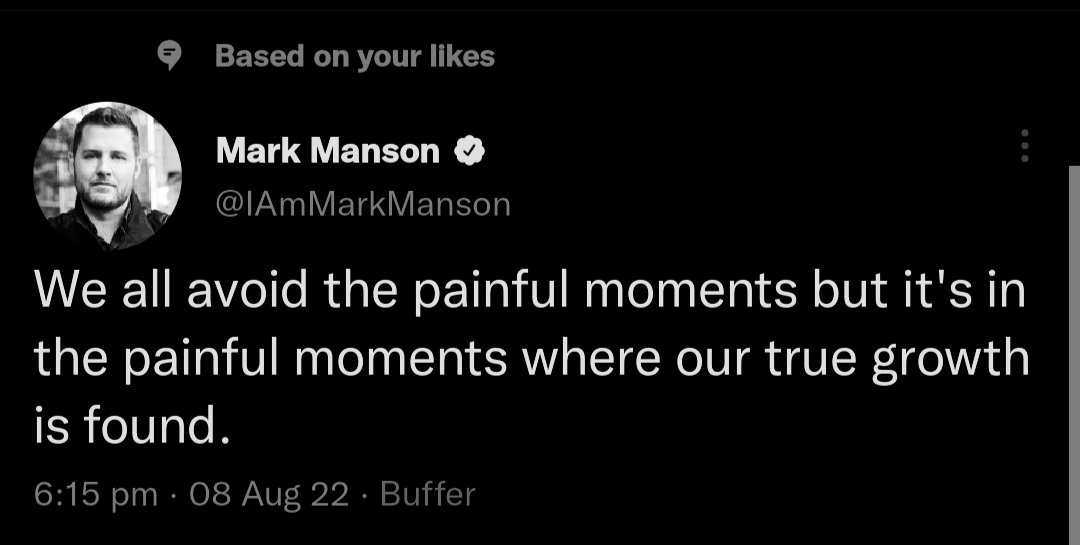 Based on your likes
Mark Manson
@IAmMarkManson
We all avoid the painful moments but it's in
the painful moments where our true growth
is found.
6:15 pm · 08 Aug 22 · Buffer